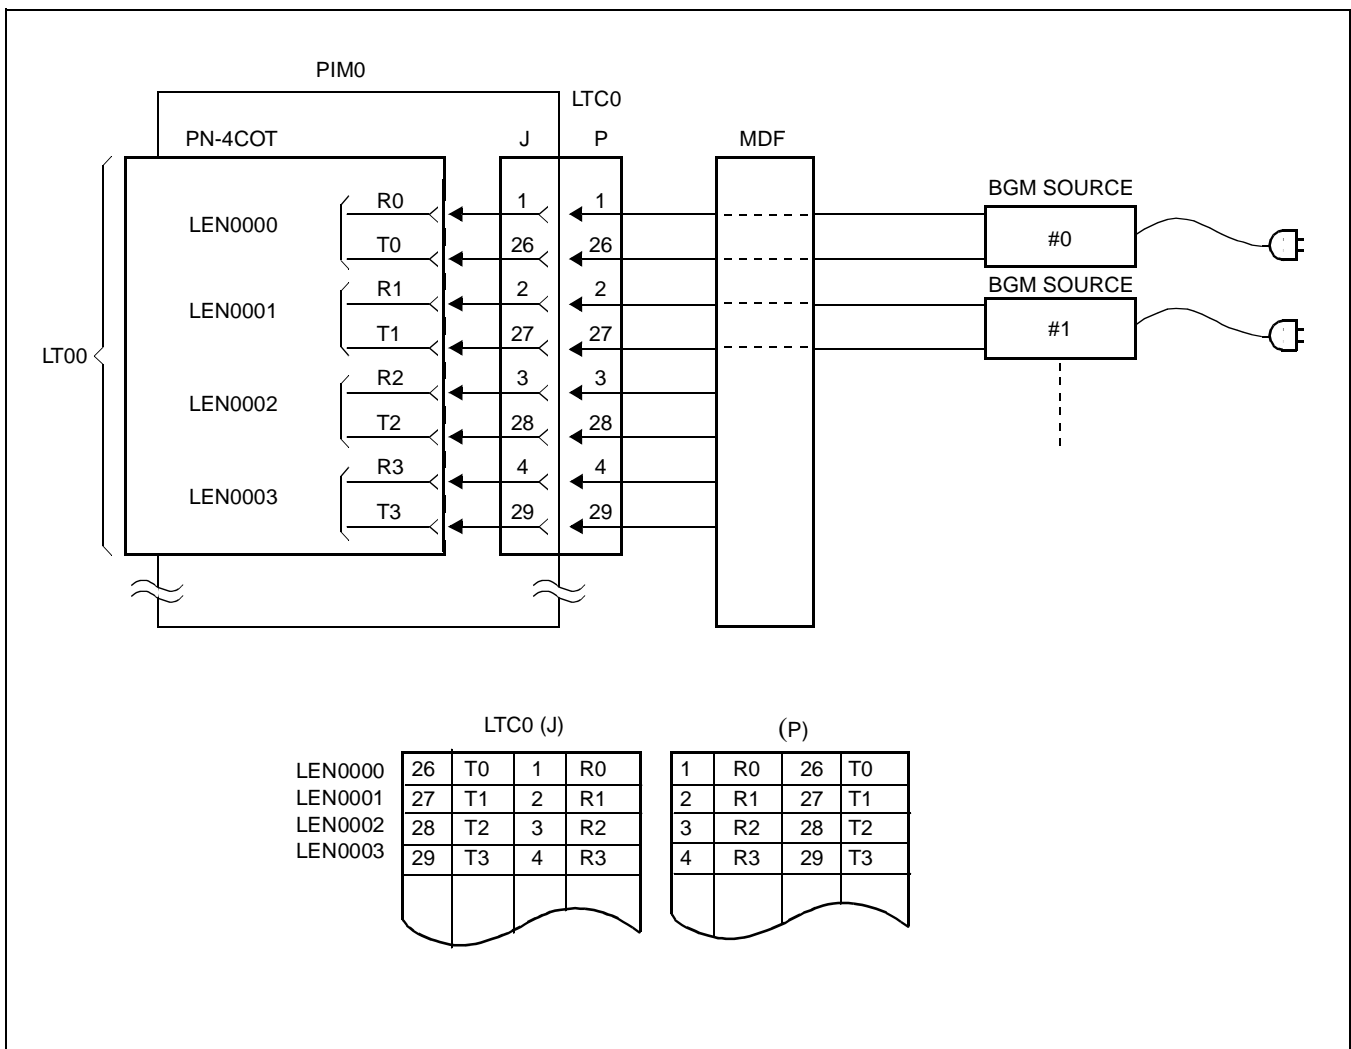 PIM0
LTC0
PN-4COT J P MDF
BGM SOURCE
R0 1 1
LEN0000
#0
T0 26 26
BGM SOURCE
R1 2 2
LEN0001
#1
T1 27 27
LT00
R2 3 3
LEN0002
T2 28 28
R3 4 4
LEN0003
T3 29 29
LTC0 (J) (P)
LEN0000 26 T0 1 R0 1 R0 26 T0
LEN0001 27 T1 2 R1 2 R1 27 T1
LEN0002 28 T2 3 R2 3 R2 28 T2
LEN0003 29 T3 4 R3 4 R3 29 T3